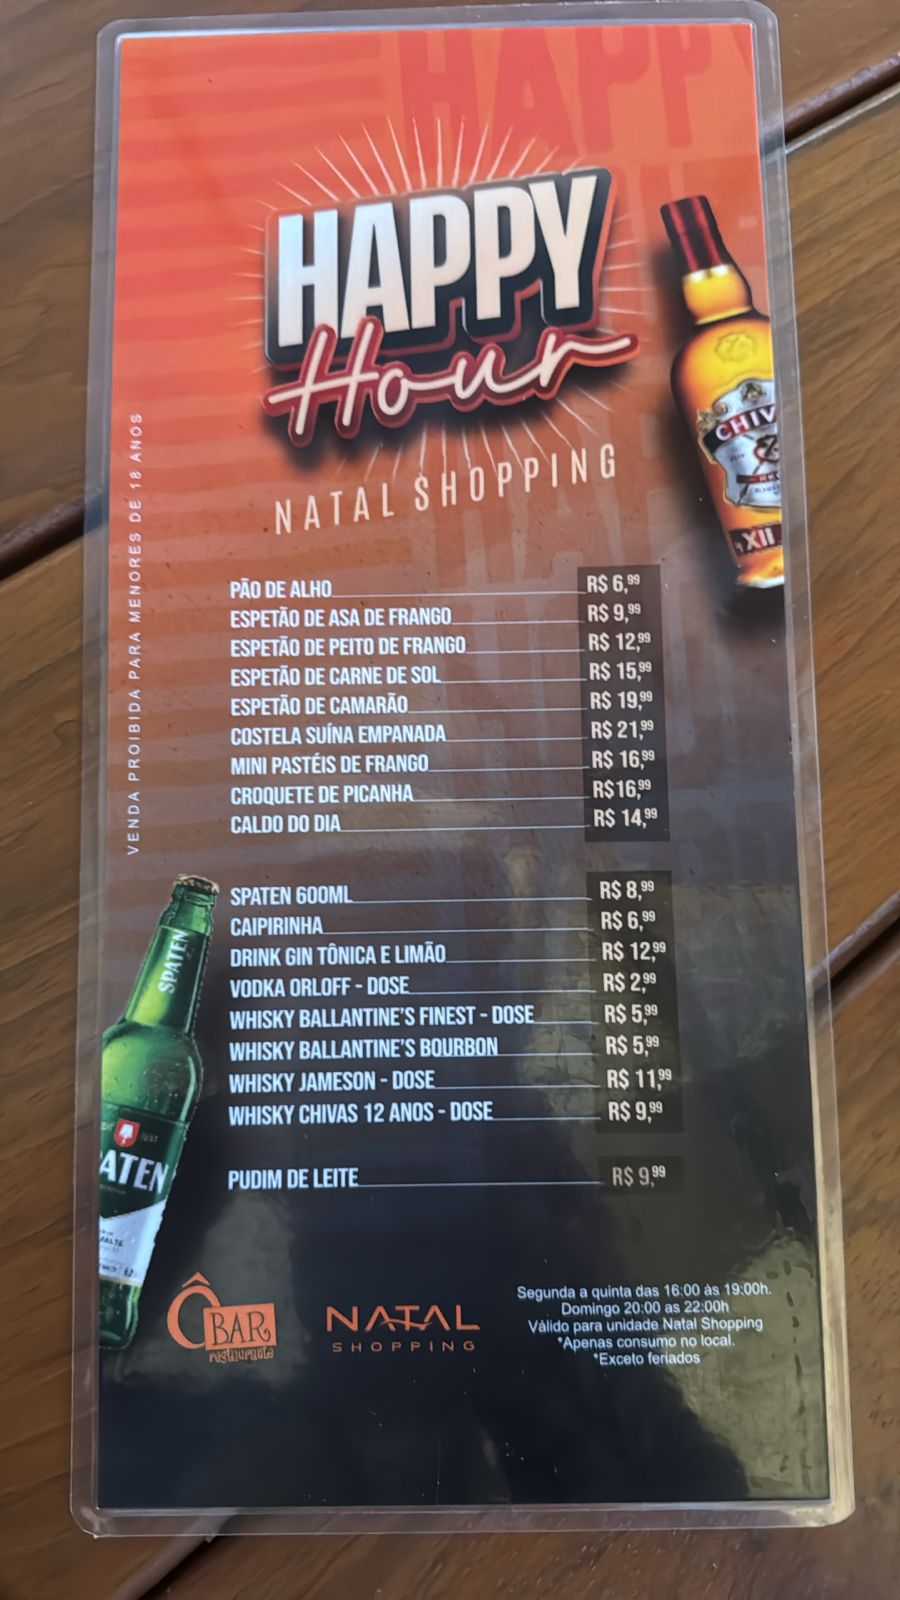 HAPPY
HAPPY
Hour
NATAL SHOPPING
CHIV
XII
VENDA PROIBIDA PARA MENORES DE 18 ANOS
PÃO DE ALHO R$ 6,99
ESPETÃO DE ASA DE FRANGO R$ 9,99
ESPETÃO DE PEITO DE FRANGO R$ 12,99
ESPETÃO DE CARNE DE SOL R$ 15,99
ESPETÃO DE CAMARÃO R$ 19,99
COSTELA SUÍNA EMPANADA R$ 21,99
MINI PASTÉIS DE FRANGO R$ 16,99
CROQUETE DE PICANHA R$16,99
CALDO DO DIA R$ 14,99
SPATEN 600ML R$ 8,99
CAIPIRINHA R$ 6,99
DRINK GIN TÔNICA E LIMÃO R$ 12,99
VODKA ORLOFF - DOSE R$ 2,99
WHISKY BALLANTINE'S FINEST - DOSE R$ 5,99
WHISKY BALLANTINE'S BOURBON R$ 5,99
WHISKY JAMESON - DOSE R$ 11,99
WHISKY CHIVAS 12 ANOS - DOSE R$ 9,99
PUDIM DE LEITE R$ 9,99
SPATEN
PATEN
Ô BAR
restaurante
NATAL
SHOPPING
Segunda a quinta das 16:00 às 19:00h.
Domingo 20:00 as 22:00h
Válido para unidade Natal Shopping
*Apenas consumo no local.
*Exceto feriados